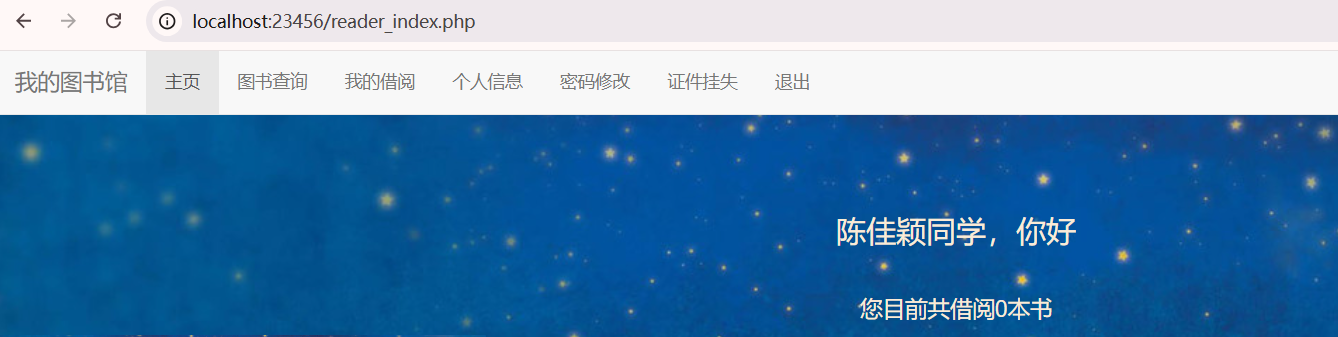 localhost:23456/reader_index.php
我的图书馆 主页 图书查询 我的借阅 个人信息 密码修改 证件挂失 退出
陈佳颖同学，你好
您目前共借阅0本书